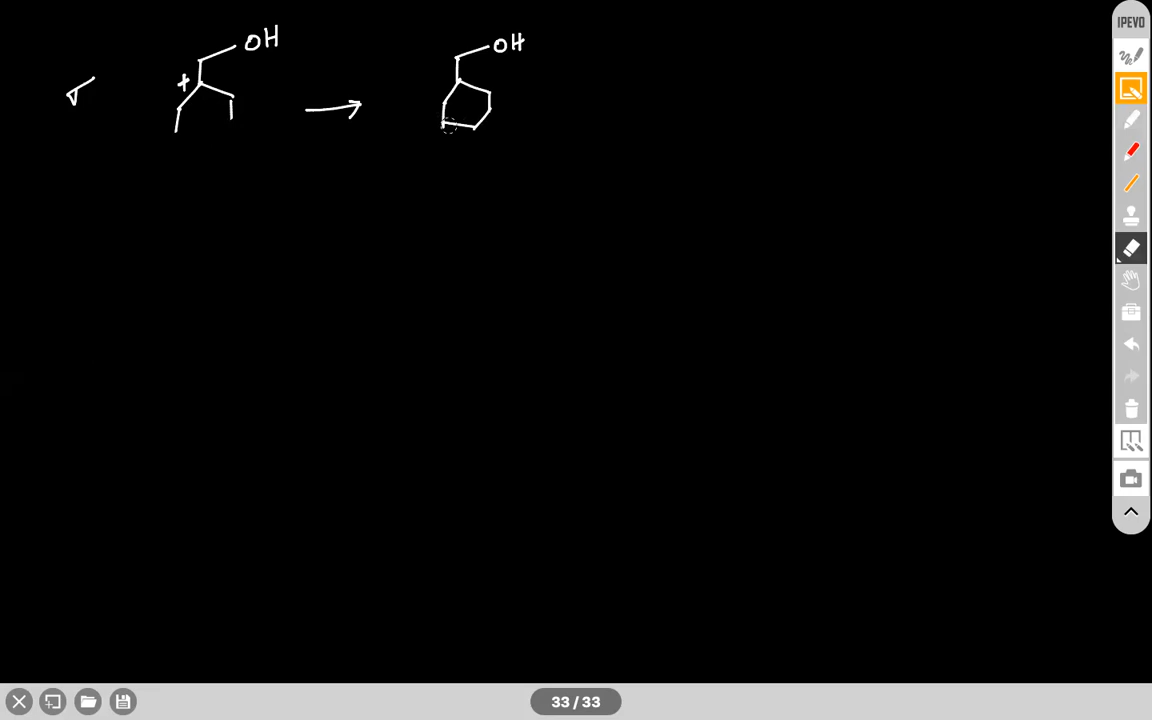 IPEVO
OH
OH
+
33 / 33